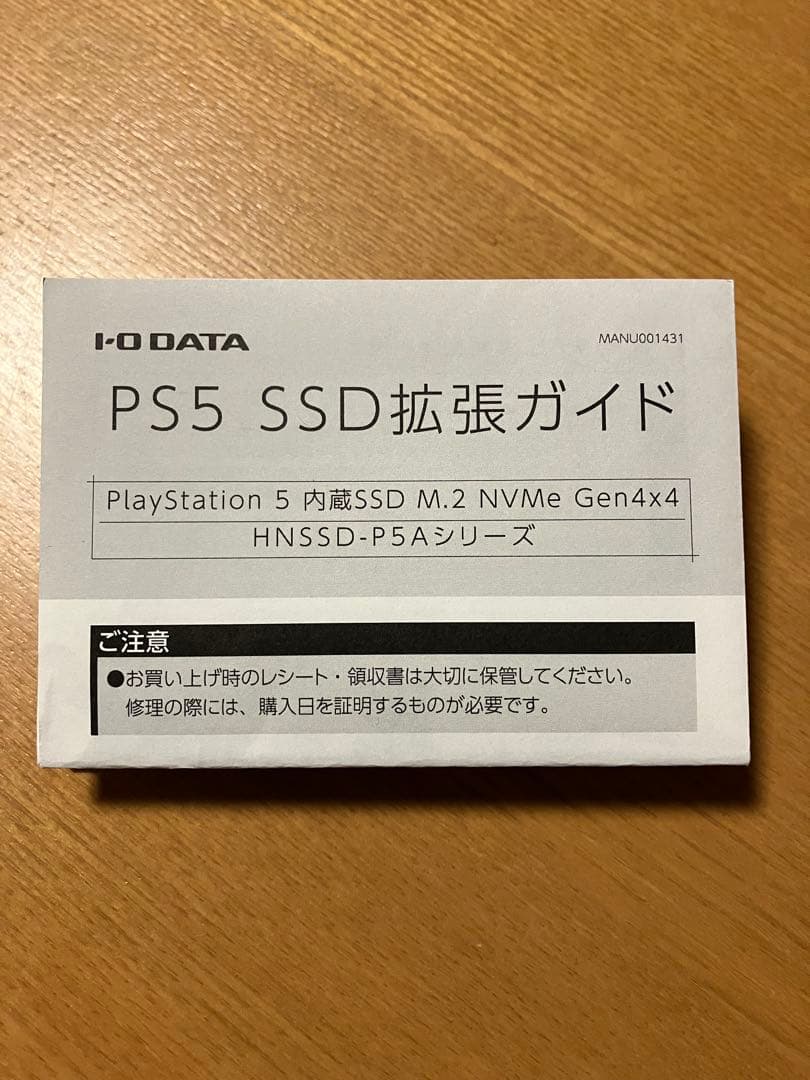 I-O DATA
MANU001431
PS5 SSD拡張ガイド
PlayStation 5 内蔵SSD M.2 NVMe Gen4x4
HNSSD-P5Aシリーズ
ご注意
●お買い上げ時のレシート・領収書は大切に保管してください。
修理の際には、購入日を証明するものが必要です。